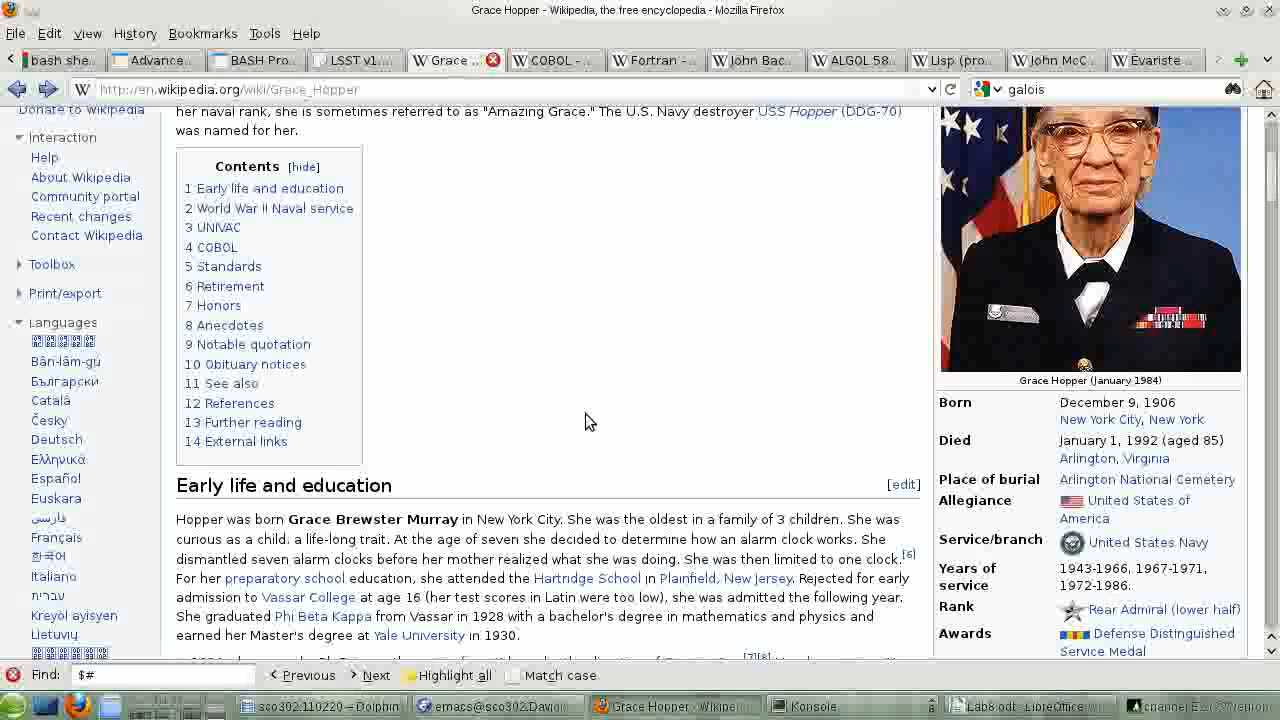 Grace Hopper - Wikipedia, the free encyclopedia - Mozilla Firefox
File Edit View History Bookmarks Tools Help
bash she... Advance... BASH Pro... LSST v1.... Grace ... COBOL - ... Fortran - ... John Bac... ALGOL 58... Lisp (pro... John McC... Évariste ...
http://en.wikipedia.org/wiki/Grace_Hopper galois
Donate to Wikipedia
Interaction
Help
About Wikipedia
Community portal
Recent changes
Contact Wikipedia
Toolbox
Print/export
Languages
Bân-lâm-gú
Български
Català
Česky
Deutsch
Ελληνικά
Español
Euskara
فارسی
Français
한국어
Italiano
עברית
Kreyòl ayisyen
Lietuvių
her naval rank, she is sometimes referred to as "Amazing Grace." The U.S. Navy destroyer USS Hopper (DDG-70)
was named for her.
Contents [hide]
1 Early life and education
2 World War II Naval service
3 UNIVAC
4 COBOL
5 Standards
6 Retirement
7 Honors
8 Anecdotes
9 Notable quotation
10 Obituary notices
11 See also
12 References
13 Further reading
14 External links
Early life and education [edit]
Hopper was born Grace Brewster Murray in New York City. She was the oldest in a family of 3 children. She was
curious as a child, a life-long trait. At the age of seven she decided to determine how an alarm clock works. She
dismantled seven alarm clocks before her mother realized what she was doing. She was then limited to one clock.[6]
For her preparatory school education, she attended the Hartridge School in Plainfield, New Jersey. Rejected for early
admission to Vassar College at age 16 (her test scores in Latin were too low), she was admitted the following year.
She graduated Phi Beta Kappa from Vassar in 1928 with a bachelor's degree in mathematics and physics and
earned her Master's degree at Yale University in 1930.
[7][8]
Grace Hopper (January 1984)
Born December 9, 1906
New York City, New York
Died January 1, 1992 (aged 85)
Arlington, Virginia
Place of burial Arlington National Cemetery
Allegiance United States of
America
Service/branch United States Navy
Years of service 1943-1966, 1967-1971,
1972-1986.
Rank Rear Admiral (lower half)
Awards Defense Distinguished
Service Medal
Find: $# Previous Next Highlight all Match case
sco302.110220 – Dolphin emacs@sco302.Davion Grace Hopper - Wikipe Konsole Lab8.odt - LibreOffice